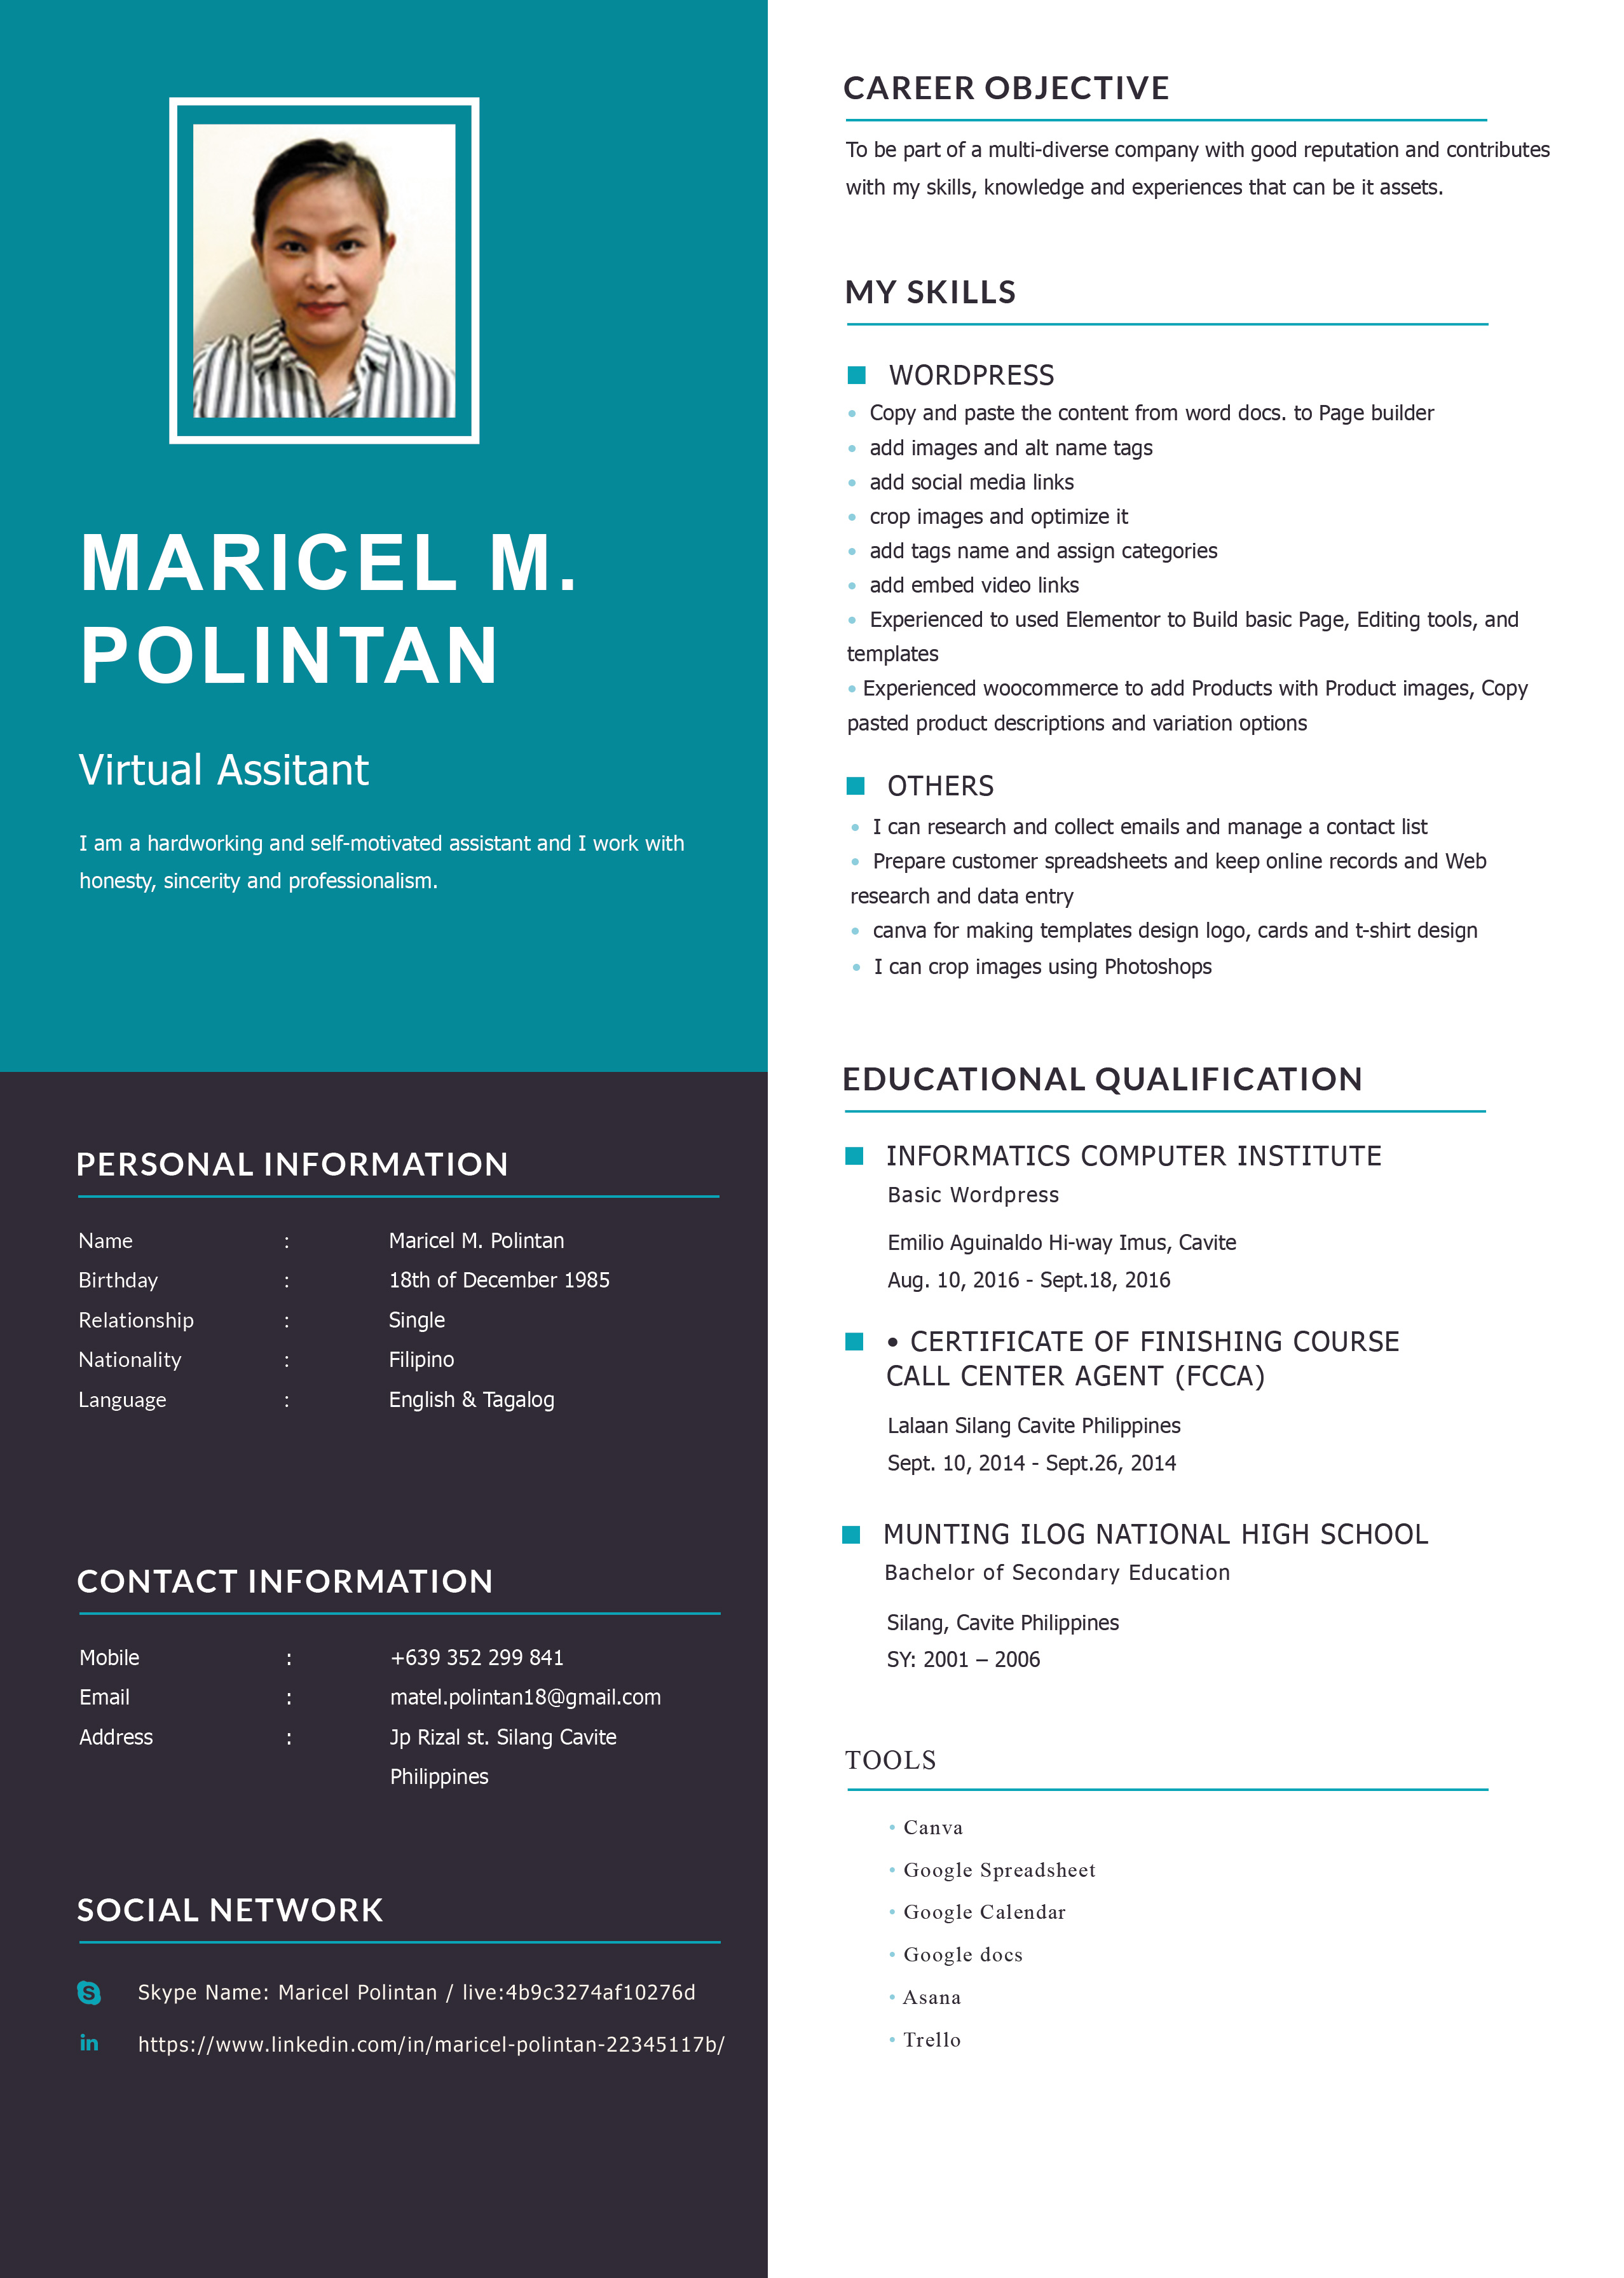 MARICEL M.
POLINTAN
Virtual Assitant
I am a hardworking and self-motivated assistant and I work with
honesty, sincerity and professionalism.
PERSONAL INFORMATION
Name : Maricel M. Polintan
Birthday : 18th of December 1985
Relationship : Single
Nationality : Filipino
Language : English & Tagalog
CONTACT INFORMATION
Mobile : +639 352 299 841
Email : matel.polintan18@gmail.com
Address : Jp Rizal st. Silang Cavite
Philippines
SOCIAL NETWORK
Skype Name: Maricel Polintan / live:4b9c3274af10276d
in https://www.linkedin.com/in/maricel-polintan-22345117b/
CAREER OBJECTIVE
To be part of a multi-diverse company with good reputation and contributes
with my skills, knowledge and experiences that can be it assets.
MY SKILLS
WORDPRESS
• Copy and paste the content from word docs. to Page builder
• add images and alt name tags
• add social media links
• crop images and optimize it
• add tags name and assign categories
• add embed video links
• Experienced to used Elementor to Build basic Page, Editing tools, and
templates
• Experienced woocommerce to add Products with Product images, Copy
pasted product descriptions and variation options
OTHERS
• I can research and collect emails and manage a contact list
• Prepare customer spreadsheets and keep online records and Web
research and data entry
• canva for making templates design logo, cards and t-shirt design
• I can crop images using Photoshops
EDUCATIONAL QUALIFICATION
INFORMATICS COMPUTER INSTITUTE
Basic Wordpress
Emilio Aguinaldo Hi-way Imus, Cavite
Aug. 10, 2016 - Sept.18, 2016
• CERTIFICATE OF FINISHING COURSE
CALL CENTER AGENT (FCCA)
Lalaan Silang Cavite Philippines
Sept. 10, 2014 - Sept.26, 2014
MUNTING ILOG NATIONAL HIGH SCHOOL
Bachelor of Secondary Education
Silang, Cavite Philippines
SY: 2001 – 2006
TOOLS
• Canva
• Google Spreadsheet
• Google Calendar
• Google docs
• Asana
• Trello